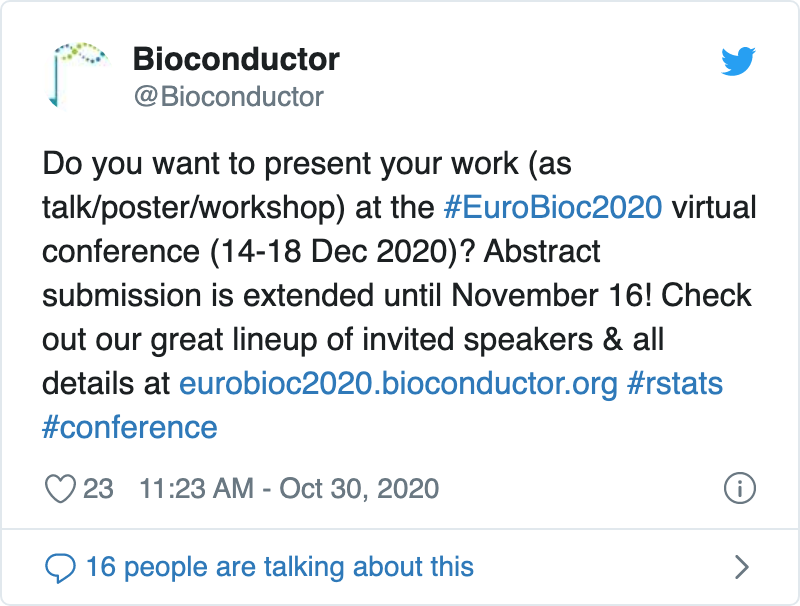 Bioconductor
@Bioconductor
Do you want to present your work (as
talk/poster/workshop) at the #EuroBioc2020 virtual
conference (14-18 Dec 2020)? Abstract
submission is extended until November 16! Check
out our great lineup of invited speakers & all
details at eurobioc2020.bioconductor.org #rstats
#conference
23 11:23 AM - Oct 30, 2020
16 people are talking about this